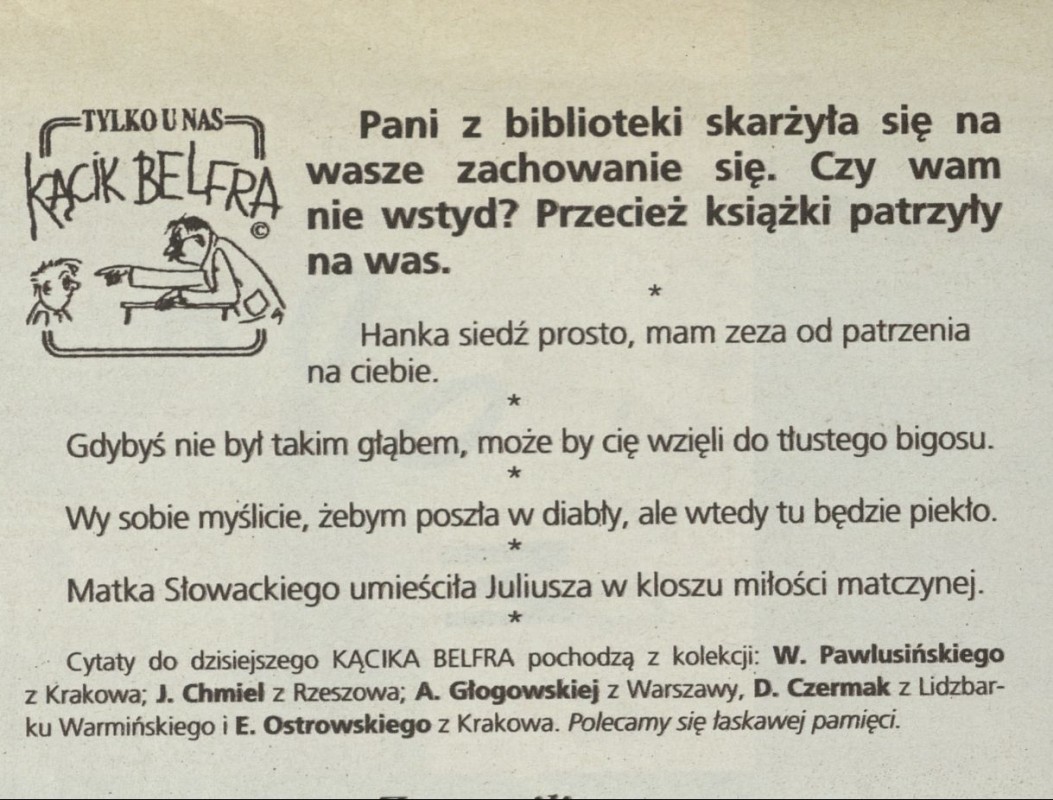 TYLKO U NAS
KĄCIK BELFRA
©
Pani z biblioteki skarżyła się na
wasze zachowanie się. Czy wam
nie wstyd? Przecież książki patrzyły
na was.
*
Hanka siedź prosto, mam zeza od patrzenia
na ciebie.
*
Gdybyś nie był takim głąbem, może by cię wzięli do tłustego bigosu.
*
Wy sobie myślicie, żebym poszła w diabły, ale wtedy tu będzie piekło.
*
Matka Słowackiego umieściła Juliusza w kloszu miłości matczynej.
*
Cytaty do dzisiejszego KĄCIKA BELFRA pochodzą z kolekcji: W. Pawlusińskiego
z Krakowa; J. Chmiel z Rzeszowa; A. Głogowskiej z Warszawy, D. Czermak z Lidzbar-
ku Warmińskiego i E. Ostrowskiego z Krakowa. Polecamy się łaskawej pamięci.